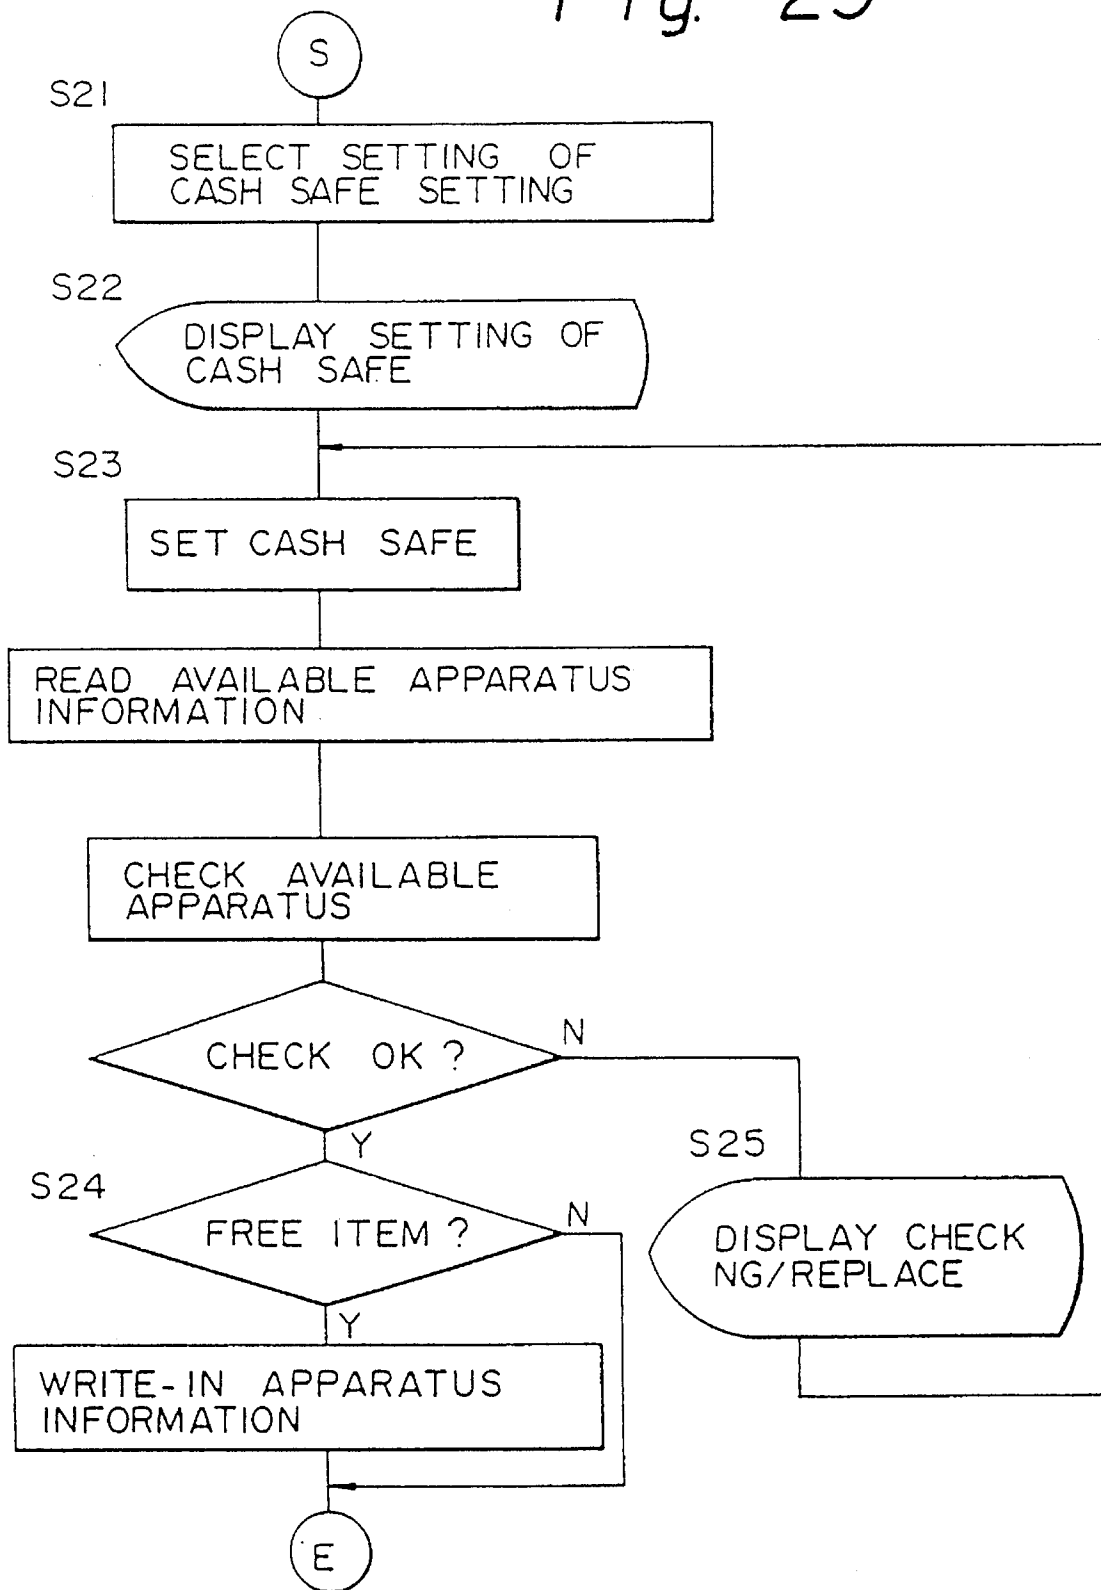 Fig. 29
S
S21
SELECT SETTING OF
CASH SAFE SETTING
S22
DISPLAY SETTING OF
CASH SAFE
S23
SET CASH SAFE
READ AVAILABLE APPARATUS
INFORMATION
CHECK AVAILABLE
APPARATUS
CHECK OK ?
N
Y
S25
S24
FREE ITEM ?
N
DISPLAY CHECK
NG/REPLACE
Y
WRITE-IN APPARATUS
INFORMATION
E